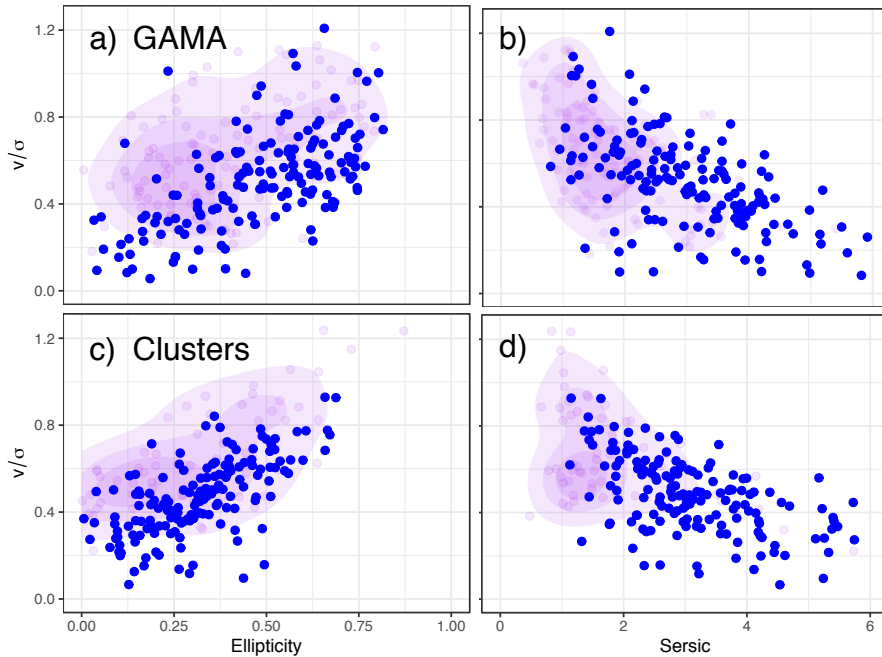 a) GAMA
b)
1.2
0.8
v/σ
0.4
0.0
c) Clusters
d)
1.2
0.8
v/σ
0.4
0.0
0.00 0.25 0.50 0.75 1.00
0 2 4 6
Ellipticity
Sersic